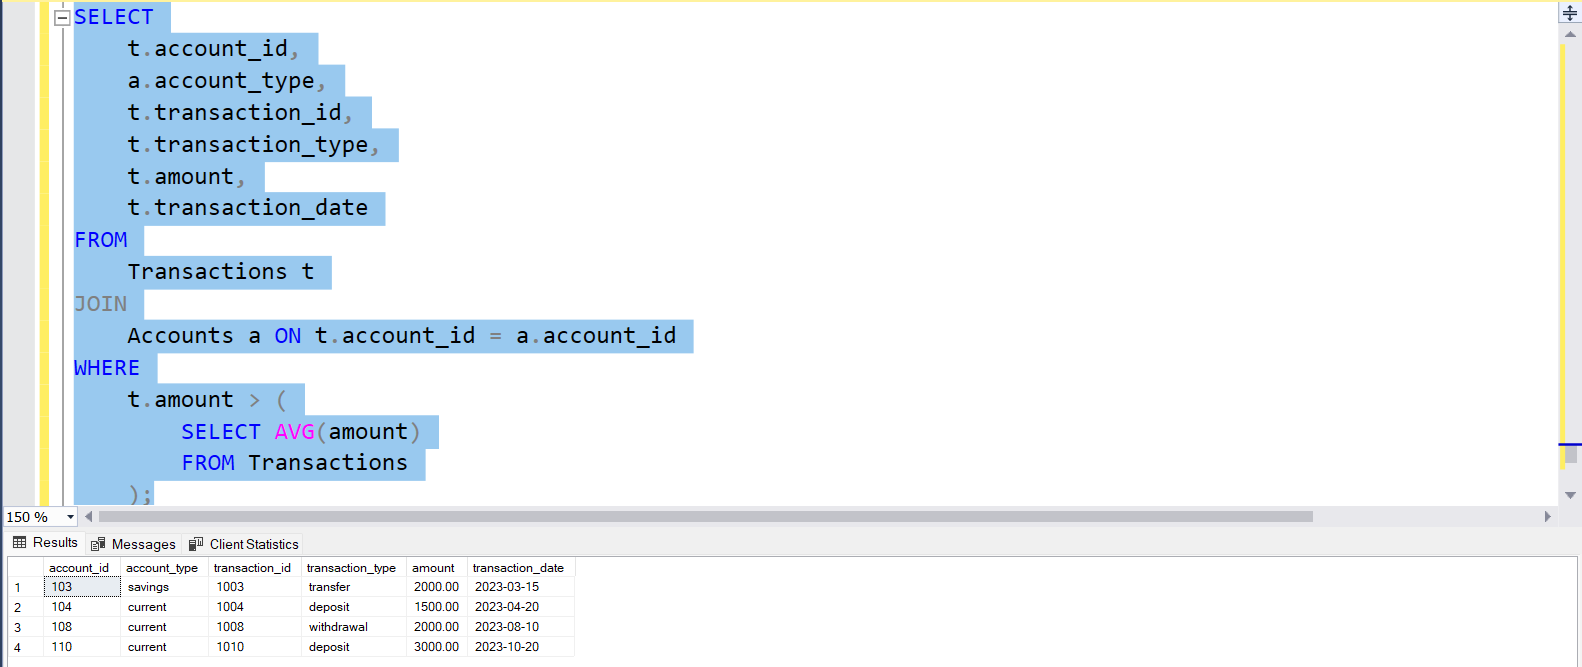 SELECT
    t.account_id,
    a.account_type,
    t.transaction_id,
    t.transaction_type,
    t.amount,
    t.transaction_date
FROM
    Transactions t
JOIN
    Accounts a ON t.account_id = a.account_id
WHERE
    t.amount > (
        SELECT AVG(amount)
        FROM Transactions
    );
150 %
Results Messages Client Statistics
account_id account_type transaction_id transaction_type amount transaction_date
1 103 savings 1003 transfer 2000.00 2023-03-15
2 104 current 1004 deposit 1500.00 2023-04-20
3 108 current 1008 withdrawal 2000.00 2023-08-10
4 110 current 1010 deposit 3000.00 2023-10-20